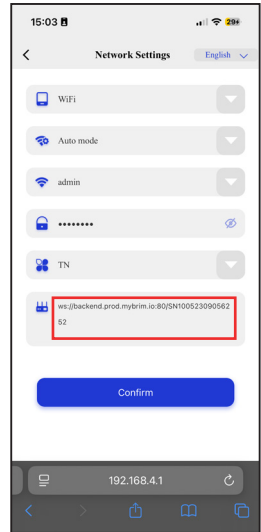 15:03 29
Network Settings English
WiFi
Auto mode
admin
••••••••
TN
ws://backend.prod.mybrim.io:80/SN100523090562
52
Confirm
192.168.4.1